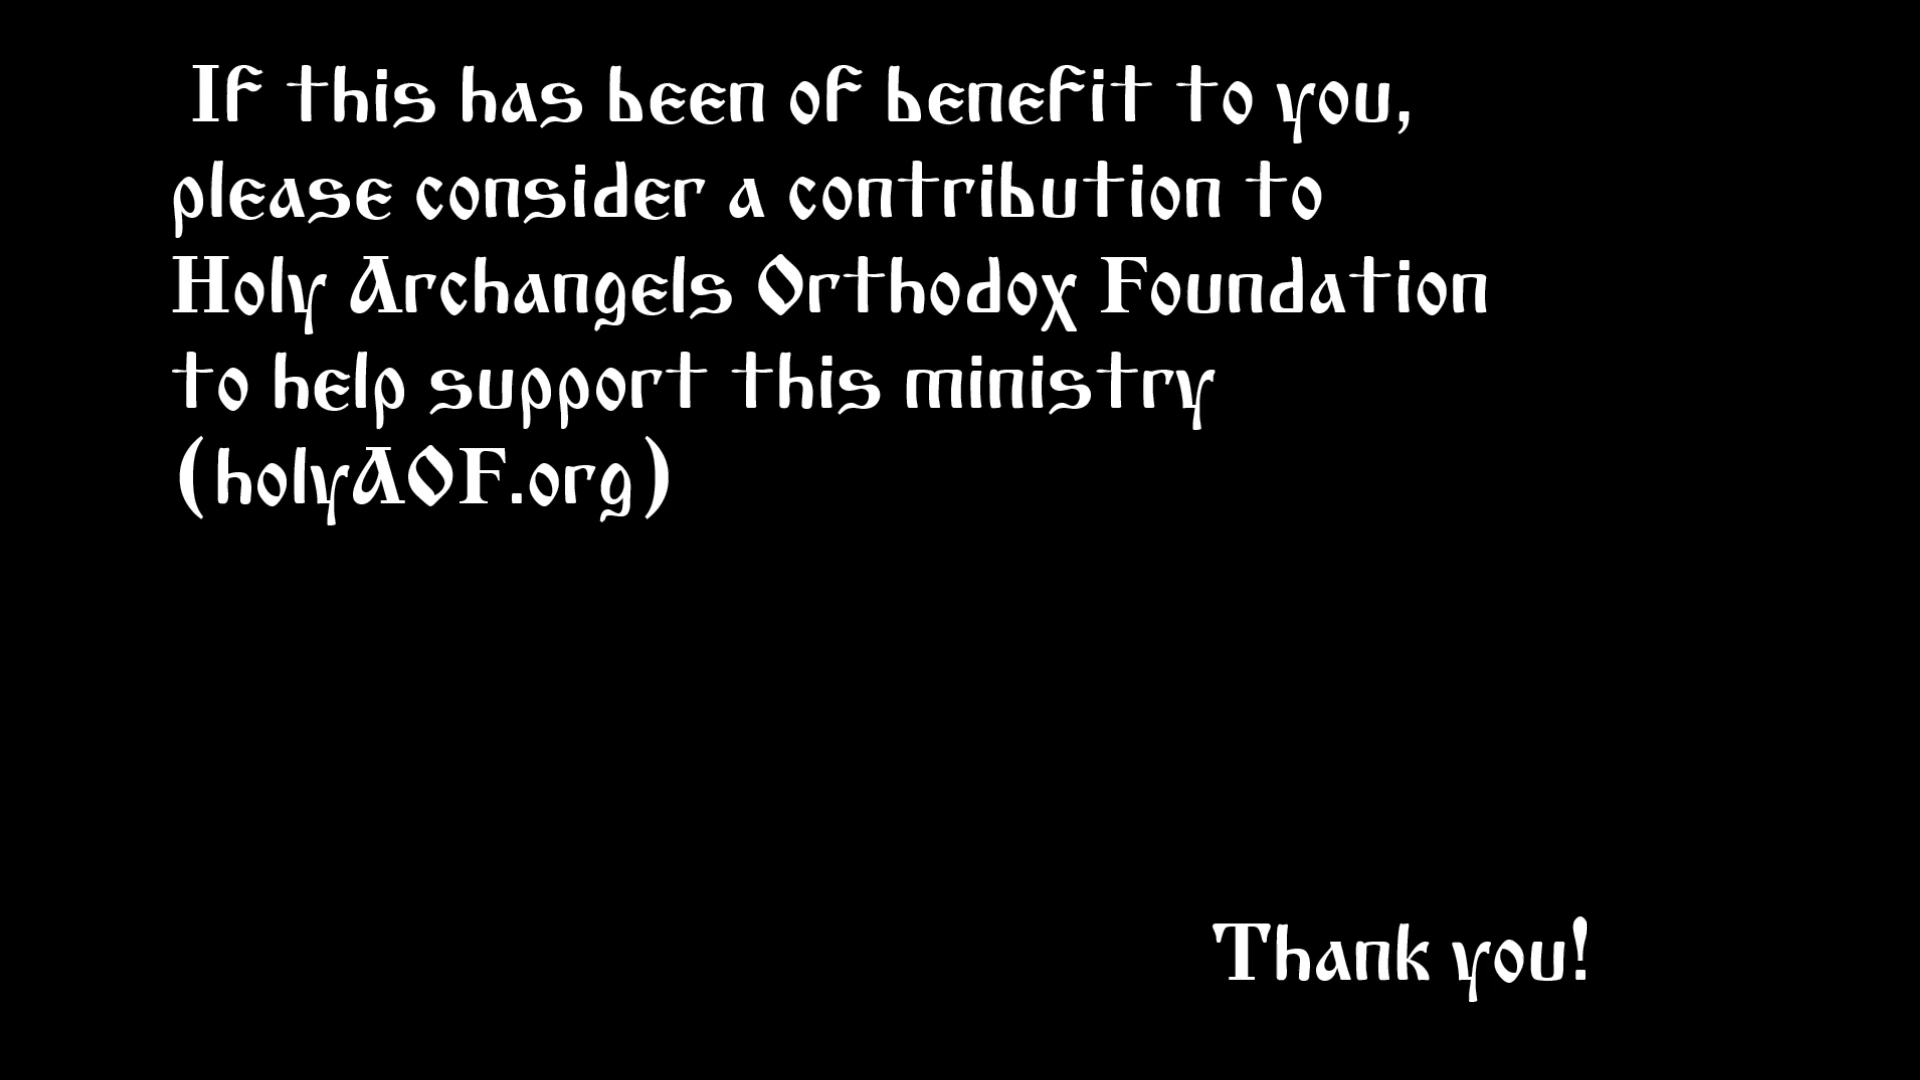 If this has been of benefit to you,
please consider a contribution to
Holy Archangels Orthodox Foundation
to help support this ministry
(holyAOF.org)
Thank you!